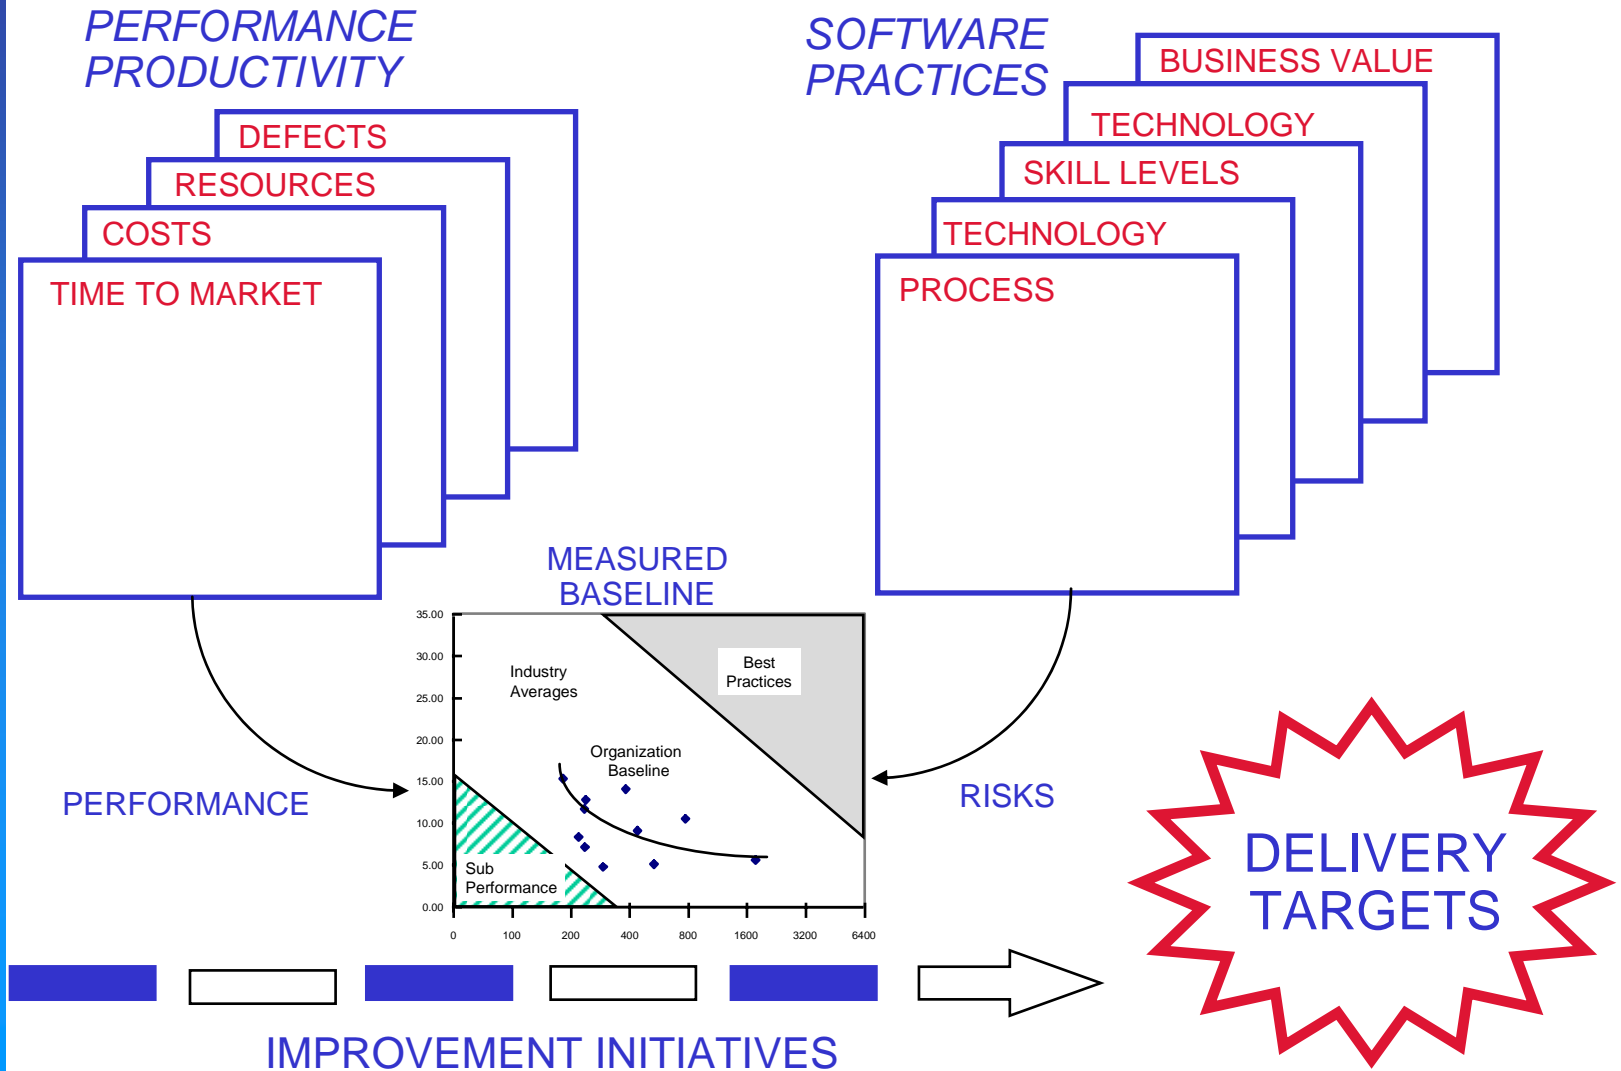 PERFORMANCE
PRODUCTIVITY
DEFECTS
RESOURCES
COSTS
TIME TO MARKET
SOFTWARE
PRACTICES
BUSINESS VALUE
TECHNOLOGY
SKILL LEVELS
TECHNOLOGY
PROCESS
MEASURED
BASELINE
35.00
30.00
25.00
20.00
15.00
10.00
5.00
0.00
Industry
Averages
Best
Practices
Organization
Baseline
Sub
Performance
0 100 200 400 800 1600 3200 6400
PERFORMANCE
RISKS
DELIVERY
TARGETS
IMPROVEMENT INITIATIVES